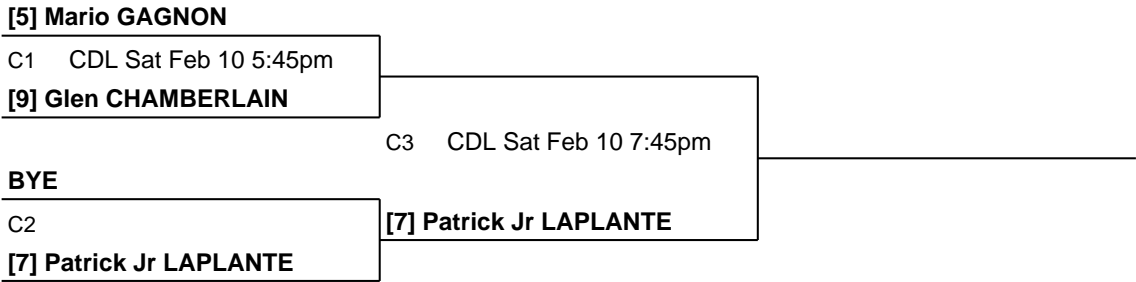 [5] Mario GAGNON
C1 CDL Sat Feb 10 5:45pm
[9] Glen CHAMBERLAIN
C3 CDL Sat Feb 10 7:45pm
BYE
C2
[7] Patrick Jr LAPLANTE
[7] Patrick Jr LAPLANTE